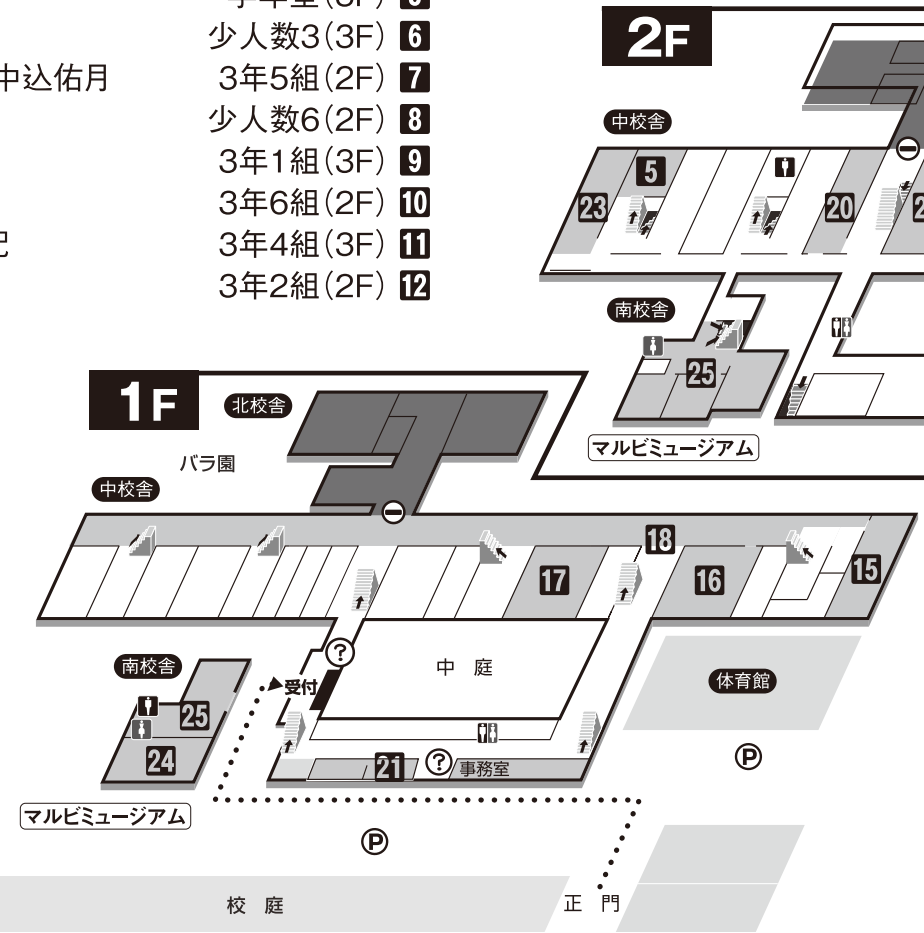 少人数3(3F) 6
中込佑月 3年5組(2F) 7
少人数6(2F) 8
3年1組(3F) 9
3年6組(2F) 10
3年4組(3F) 11
3年2組(2F) 12
2F
中校舎
5
23
20
南校舎
25
マルビミュージアム
1F
北校舎
バラ園
中校舎
18
17
16
15
?
中 庭
体育館
南校舎
受付
25
24
21
?
事務室
P
マルビミュージアム
P
校 庭
正 門